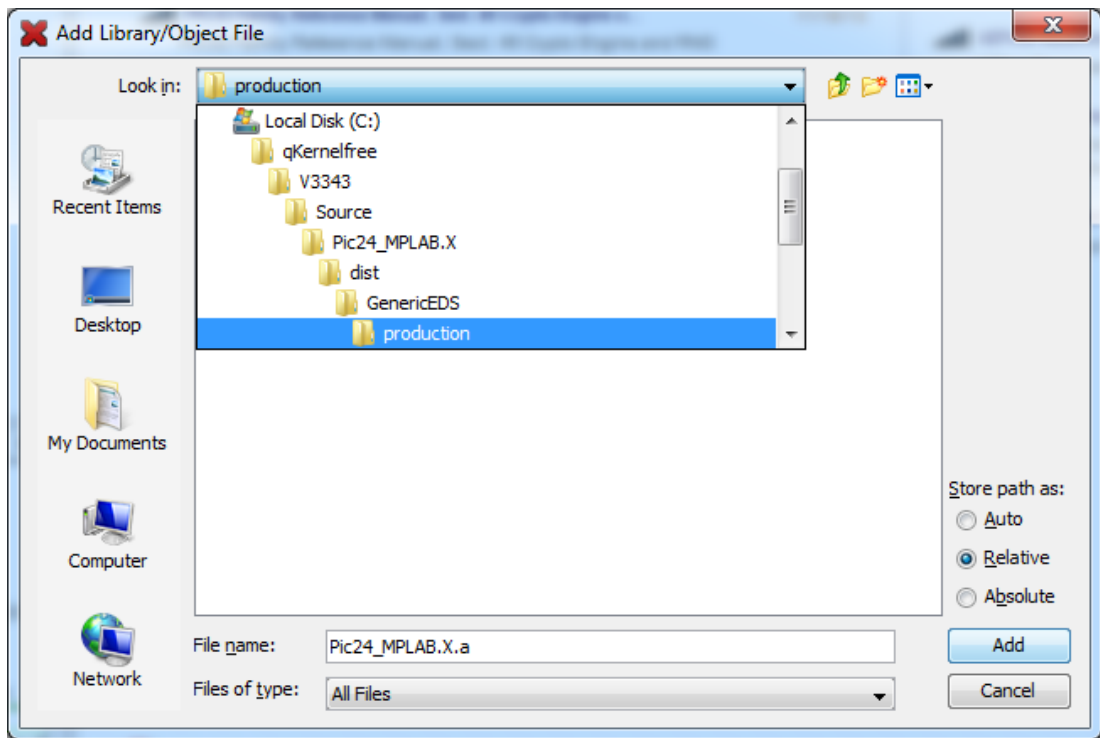 Add Library/Object File
X
Look in:
production
Local Disk (C:)
qKernelfree
V3343
Source
Pic24_MPLAB.X
dist
GenericEDS
production
Recent Items
Desktop
My Documents
Computer
Network
Store path as:
Auto
Relative
Absolute
File name:
Pic24_MPLAB.X.a
Add
Files of type:
All Files
Cancel